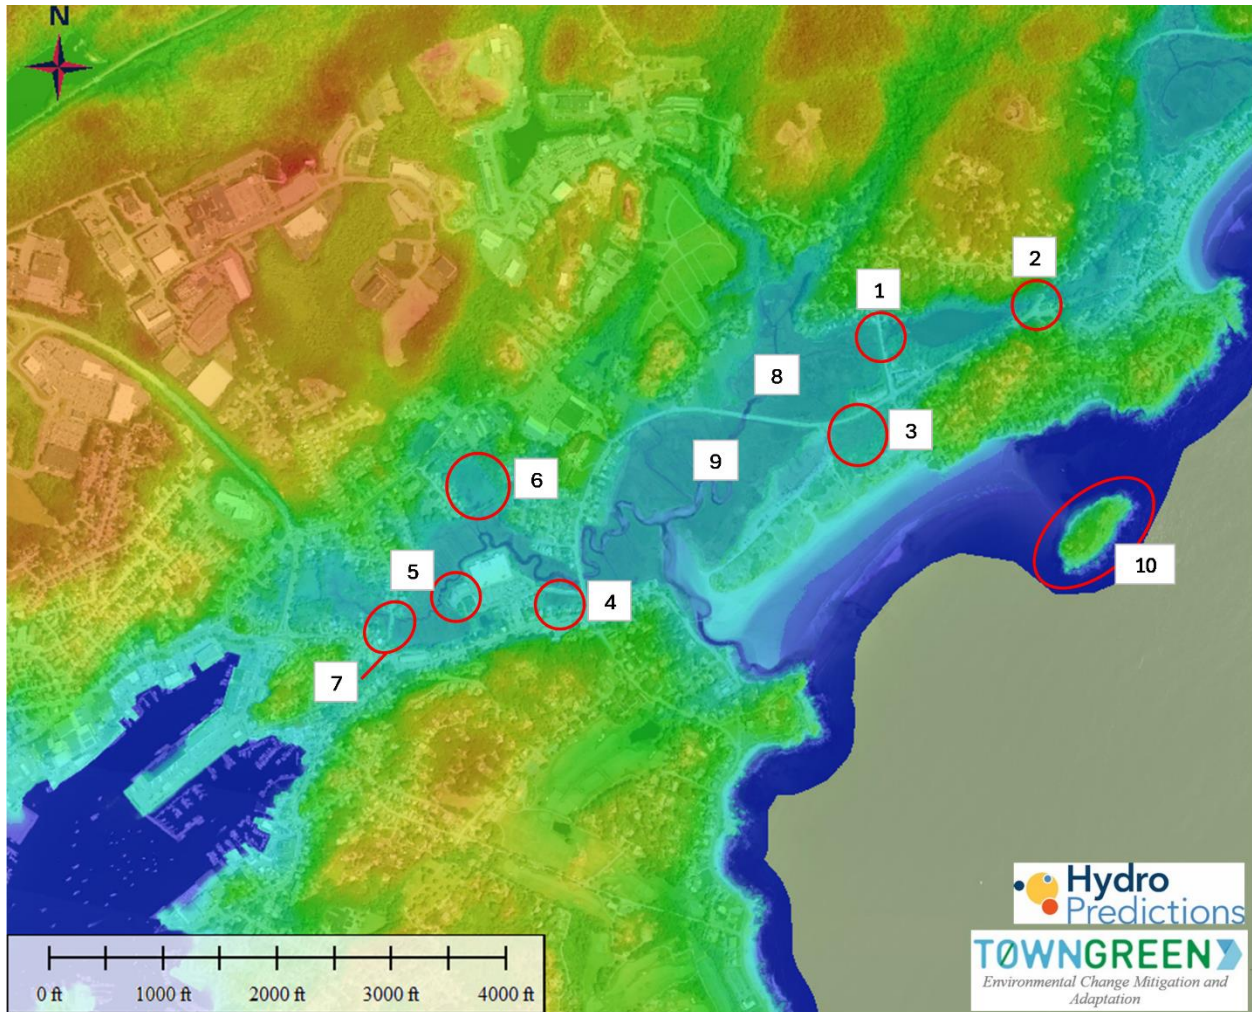 N
2
1
8
3
9
6
10
5
4
7
Hydro
Predictions
TOWNGREEN
Environmental Change Mitigation and
Adaptation
0 ft 1000 ft 2000 ft 3000 ft 4000 ft